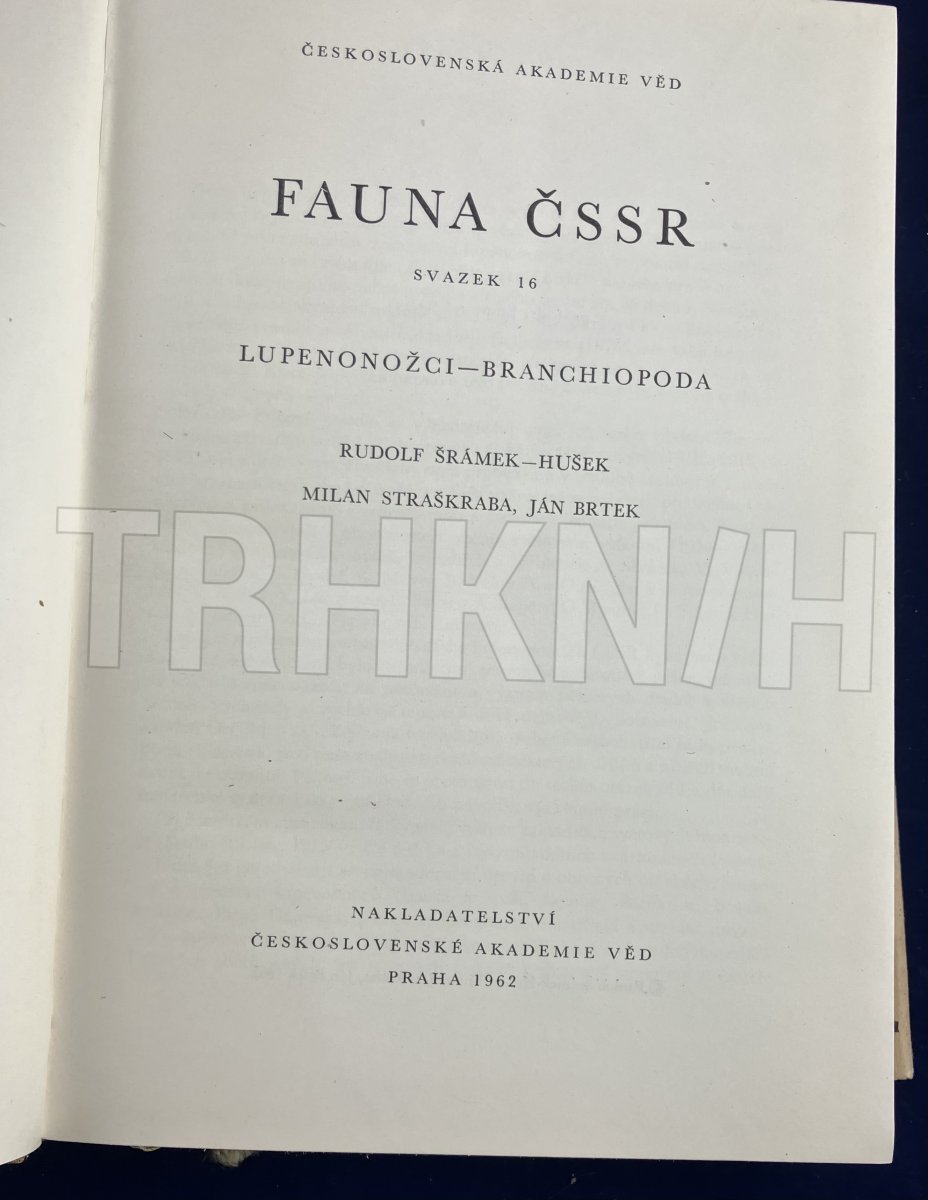 ČESKOSLOVENSKÁ AKADEMIE VĚD
FAUNA ČSSR
SVAZEK 16
LUPENONOŽCI—BRANCHIOPODA
RUDOLF ŠRÁMEK—HUŠEK
MILAN STRAŠKRABA, JÁN BRTEK
TRHKN/H
NAKLADATELSTVÍ
ČESKOSLOVENSKÉ AKADEMIE VĚD
PRAHA 1962